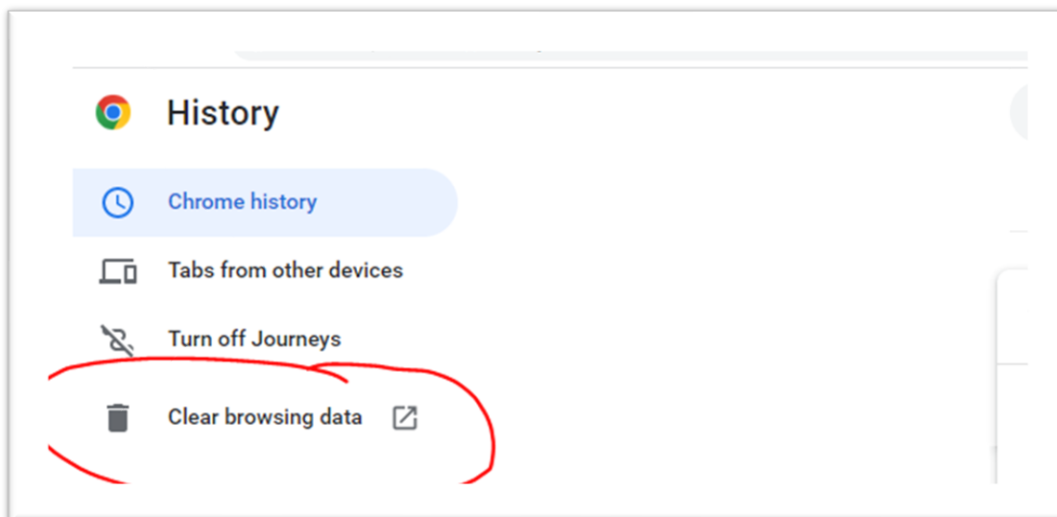 History
Chrome history
Tabs from other devices
Turn off Journeys
Clear browsing data